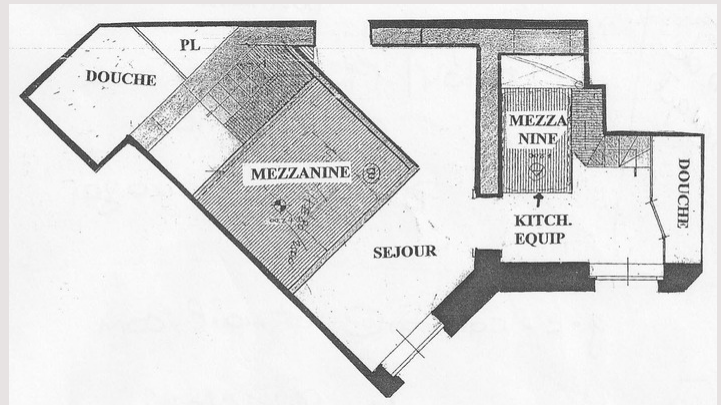 PL
DOUCHE
MEZZANINE
SEJOUR
MEZZA
NINE
KITCH.
EQUIP
DOUCHE